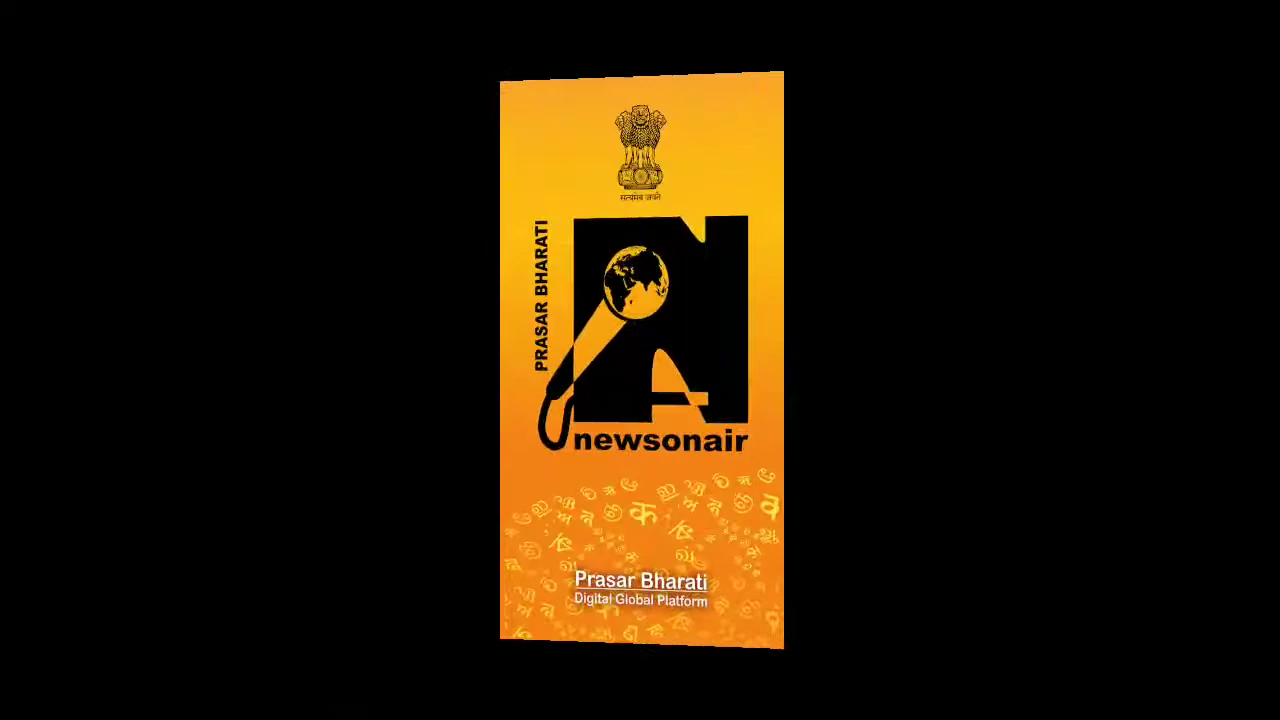 सत्यमेव जयते
PRASAR BHARATI
newsonair
Prasar Bharati
Digital Global Platform